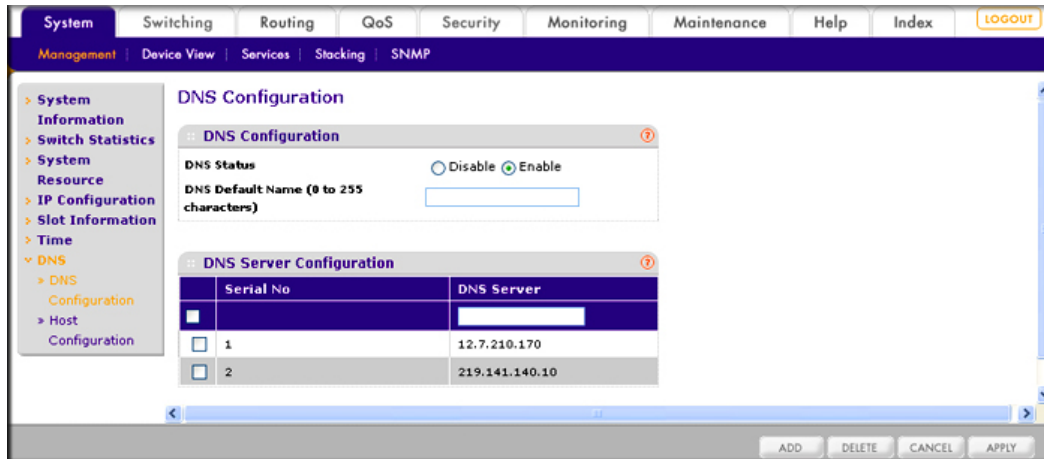 System Switching Routing QoS Security Monitoring Maintenance Help Index LOGOUT
Management Device View Services Stacking SNMP
System
Information
Switch Statistics
System
Resource
IP Configuration
Slot Information
Time
DNS
DNS
Configuration
Host
Configuration
DNS Configuration
DNS Configuration
DNS Status Disable Enable
DNS Default Name (0 to 255
characters)
DNS Server Configuration
Serial No DNS Server
1 12.7.210.170
2 219.141.140.10
ADD DELETE CANCEL APPLY